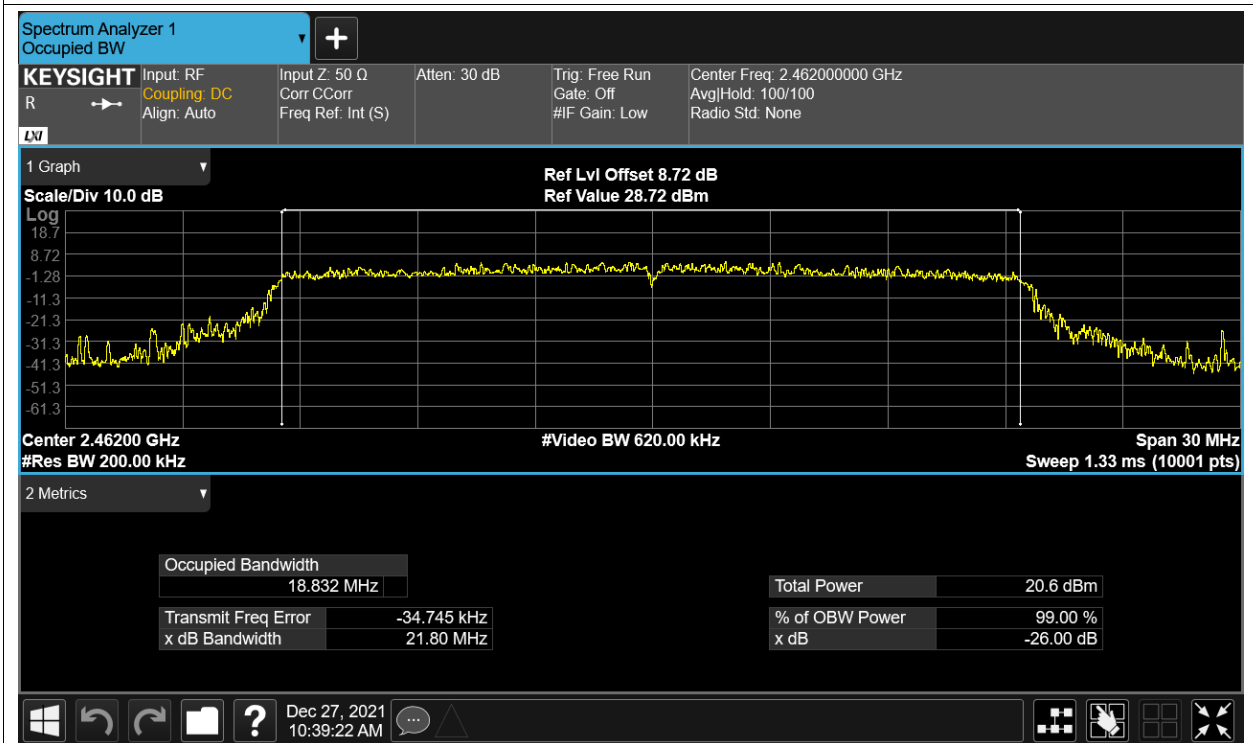 Spectrum Analyzer 1
Occupied BW
KEYSIGHT
R
LXI
Input: RF
Coupling: DC
Align: Auto
Input Z: 50 Ω
Corr CCorr
Freq Ref: Int (S)
Atten: 30 dB
Trig: Free Run
Gate: Off
#IF Gain: Low
Center Freq: 2.462000000 GHz
Avg|Hold: 100/100
Radio Std: None
1 Graph
Scale/Div 10.0 dB
Ref Lvl Offset 8.72 dB
Ref Value 28.72 dBm
Log
18.7
8.72
-1.28
-11.3
-21.3
-31.3
-41.3
-51.3
-61.3
Center 2.46200 GHz
#Res BW 200.00 kHz
#Video BW 620.00 kHz
Span 30 MHz
Sweep 1.33 ms (10001 pts)
2 Metrics
Occupied Bandwidth
18.832 MHz
Transmit Freq Error -34.745 kHz
x dB Bandwidth 21.80 MHz
Total Power 20.6 dBm
% of OBW Power 99.00 %
x dB -26.00 dB
Dec 27, 2021
10:39:22 AM